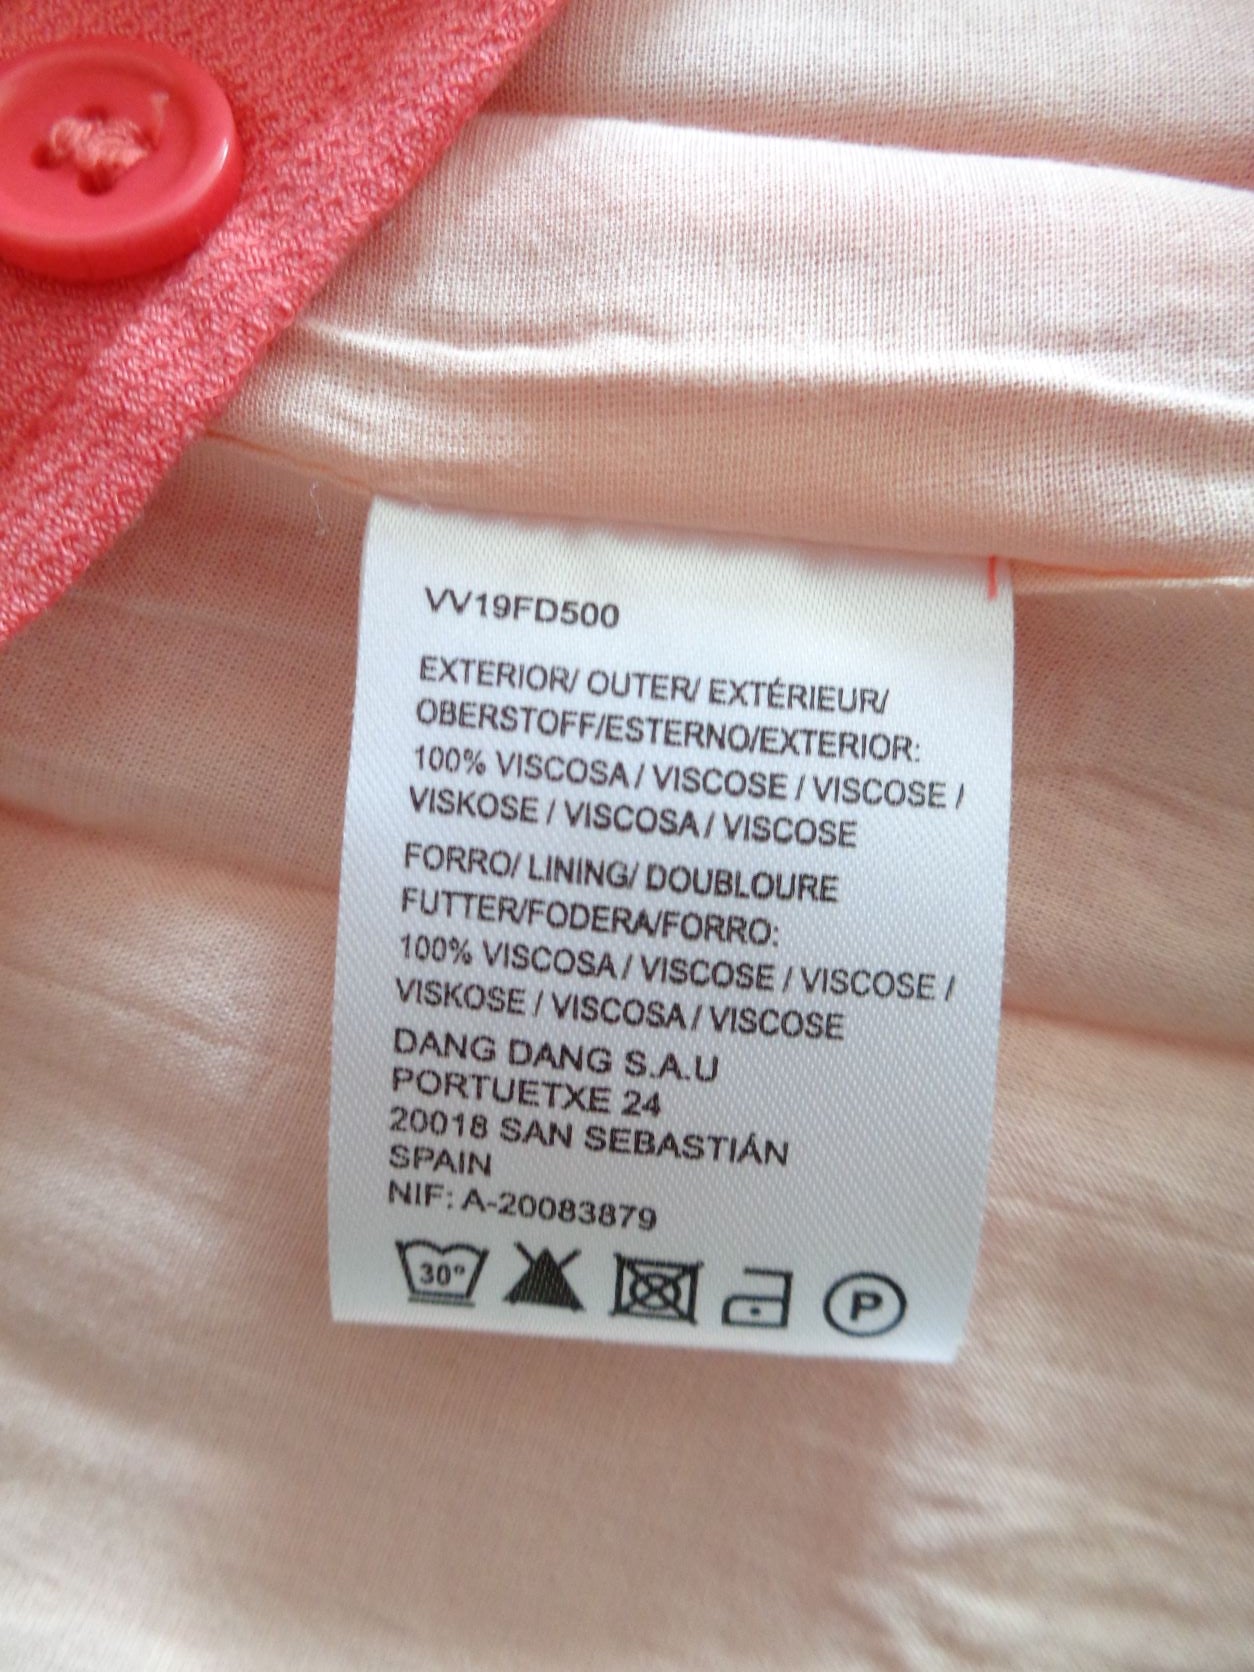 VV19FD500
EXTERIOR/ OUTER/ EXTÉRIEUR/
OBERSTOFF/ESTERNO/EXTERIOR:
100% VISCOSA / VISCOSE / VISCOSE /
VISKOSE / VISCOSA / VISCOSE
FORRO/ LINING/ DOUBLOURE
FUTTER/FODERA/FORRO:
100% VISCOSA / VISCOSE / VISCOSE /
VISKOSE / VISCOSA / VISCOSE
DANG DANG S.A.U
PORTUETXE 24
20018 SAN SEBASTIÁN
SPAIN
NIF: A-20083879
30° P